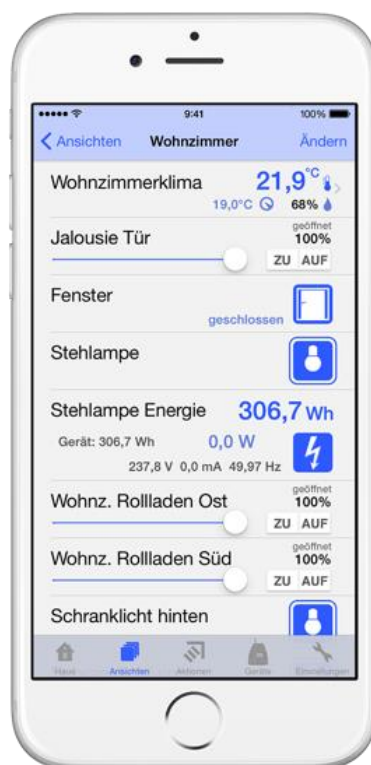 9:41
100%
Ansichten
Wohnzimmer
Ändern
Wohnzimmerklima
21,9°C
19,0°C
68%
Jalousie Tür
geöffnet
100%
ZU AUF
Fenster
geschlossen
Stehlampe
Stehlampe Energie
306,7 Wh
Gerät: 306,7 Wh
0,0 W
237,8 V 0,0 mA 49,97 Hz
Wohnz. Rollladen Ost
geöffnet
100%
ZU AUF
Wohnz. Rollladen Süd
geöffnet
100%
ZU AUF
Schranklicht hinten
Haus
Ansichten
Aktionen
Geräte
Einstellungen